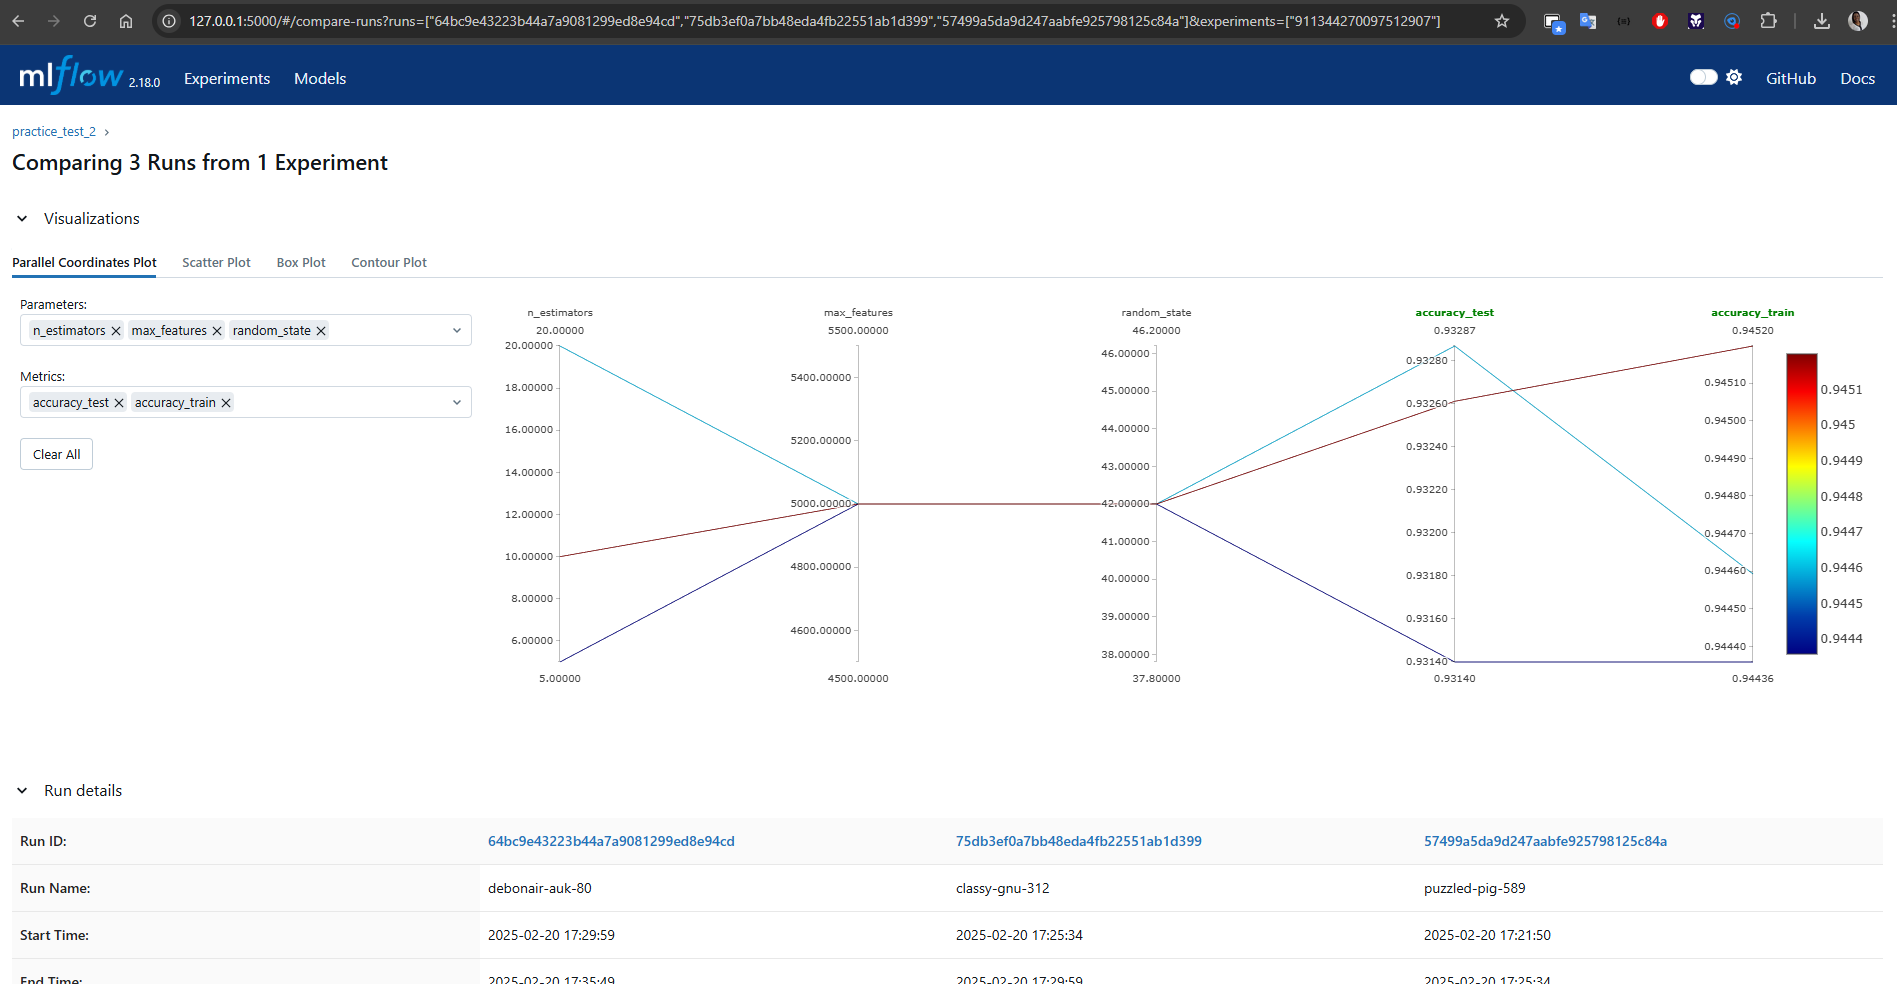 127.0.0.1:5000/#/compare-runs?runs=["64bc9e43223b44a7a9081299ed8e94cd","75db3ef0a7bb48eda4fb22551ab1d399","57499a5da9d247aabfe925798125c84a"]&experiments=["911344270097512907"]
mlflow 2.18.0 Experiments Models GitHub Docs
practice_test_2 ›
Comparing 3 Runs from 1 Experiment
Visualizations
Parallel Coordinates Plot Scatter Plot Box Plot Contour Plot
Parameters:
n_estimators max_features random_state
Metrics:
accuracy_test accuracy_train
Clear All
n_estimators
20.00000
20.00000
18.00000
16.00000
14.00000
12.00000
10.00000
8.00000
6.00000
5.00000
max_features
5500.00000
5400.00000
5200.00000
5000.00000
4800.00000
4600.00000
4500.00000
random_state
46.20000
46.00000
45.00000
44.00000
43.00000
42.00000
41.00000
40.00000
39.00000
38.00000
37.80000
accuracy_test
0.93287
0.93280
0.93260
0.93240
0.93220
0.93200
0.93180
0.93160
0.93140
0.93140
accuracy_train
0.94520
0.94510
0.94500
0.94490
0.94480
0.94470
0.94460
0.94450
0.94440
0.94436
0.9451
0.945
0.9449
0.9448
0.9447
0.9446
0.9445
0.9444
Run details
Run ID: 64bc9e43223b44a7a9081299ed8e94cd 75db3ef0a7bb48eda4fb22551ab1d399 57499a5da9d247aabfe925798125c84a
Run Name: debonair-auk-80 classy-gnu-312 puzzled-pig-589
Start Time: 2025-02-20 17:29:59 2025-02-20 17:25:34 2025-02-20 17:21:50
End Time: 2025-02-20 17:35:49 2025-02-20 17:29:59 2025-02-20 17:25:34